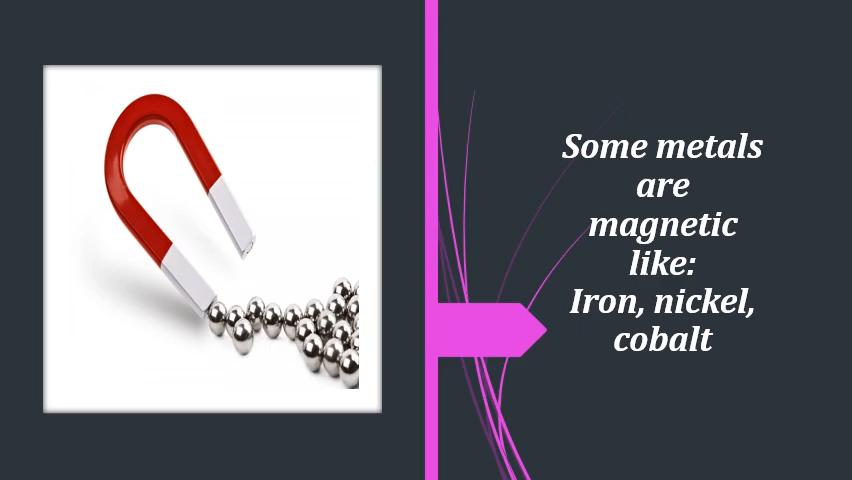 Some metals
are
magnetic
like:
Iron, nickel,
cobalt